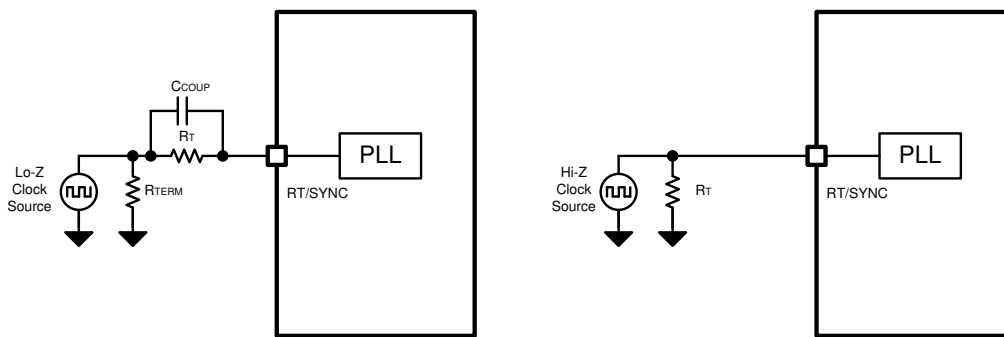 CCOUP
RT
Lo-Z
Clock
Source
RTERM
RT/SYNC
PLL
Hi-Z
Clock
Source
RT
RT/SYNC
PLL